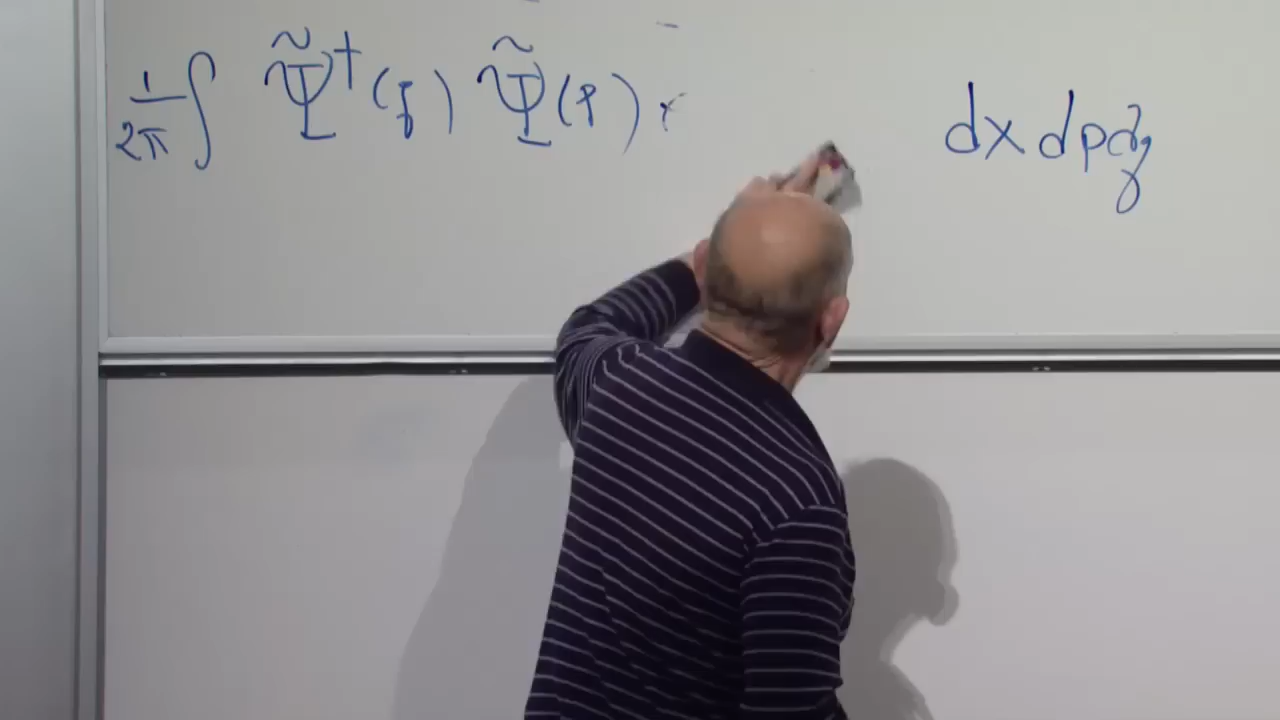 1/2π ∫ Ψ̃†(q) Ψ̃(p) dx dp dq